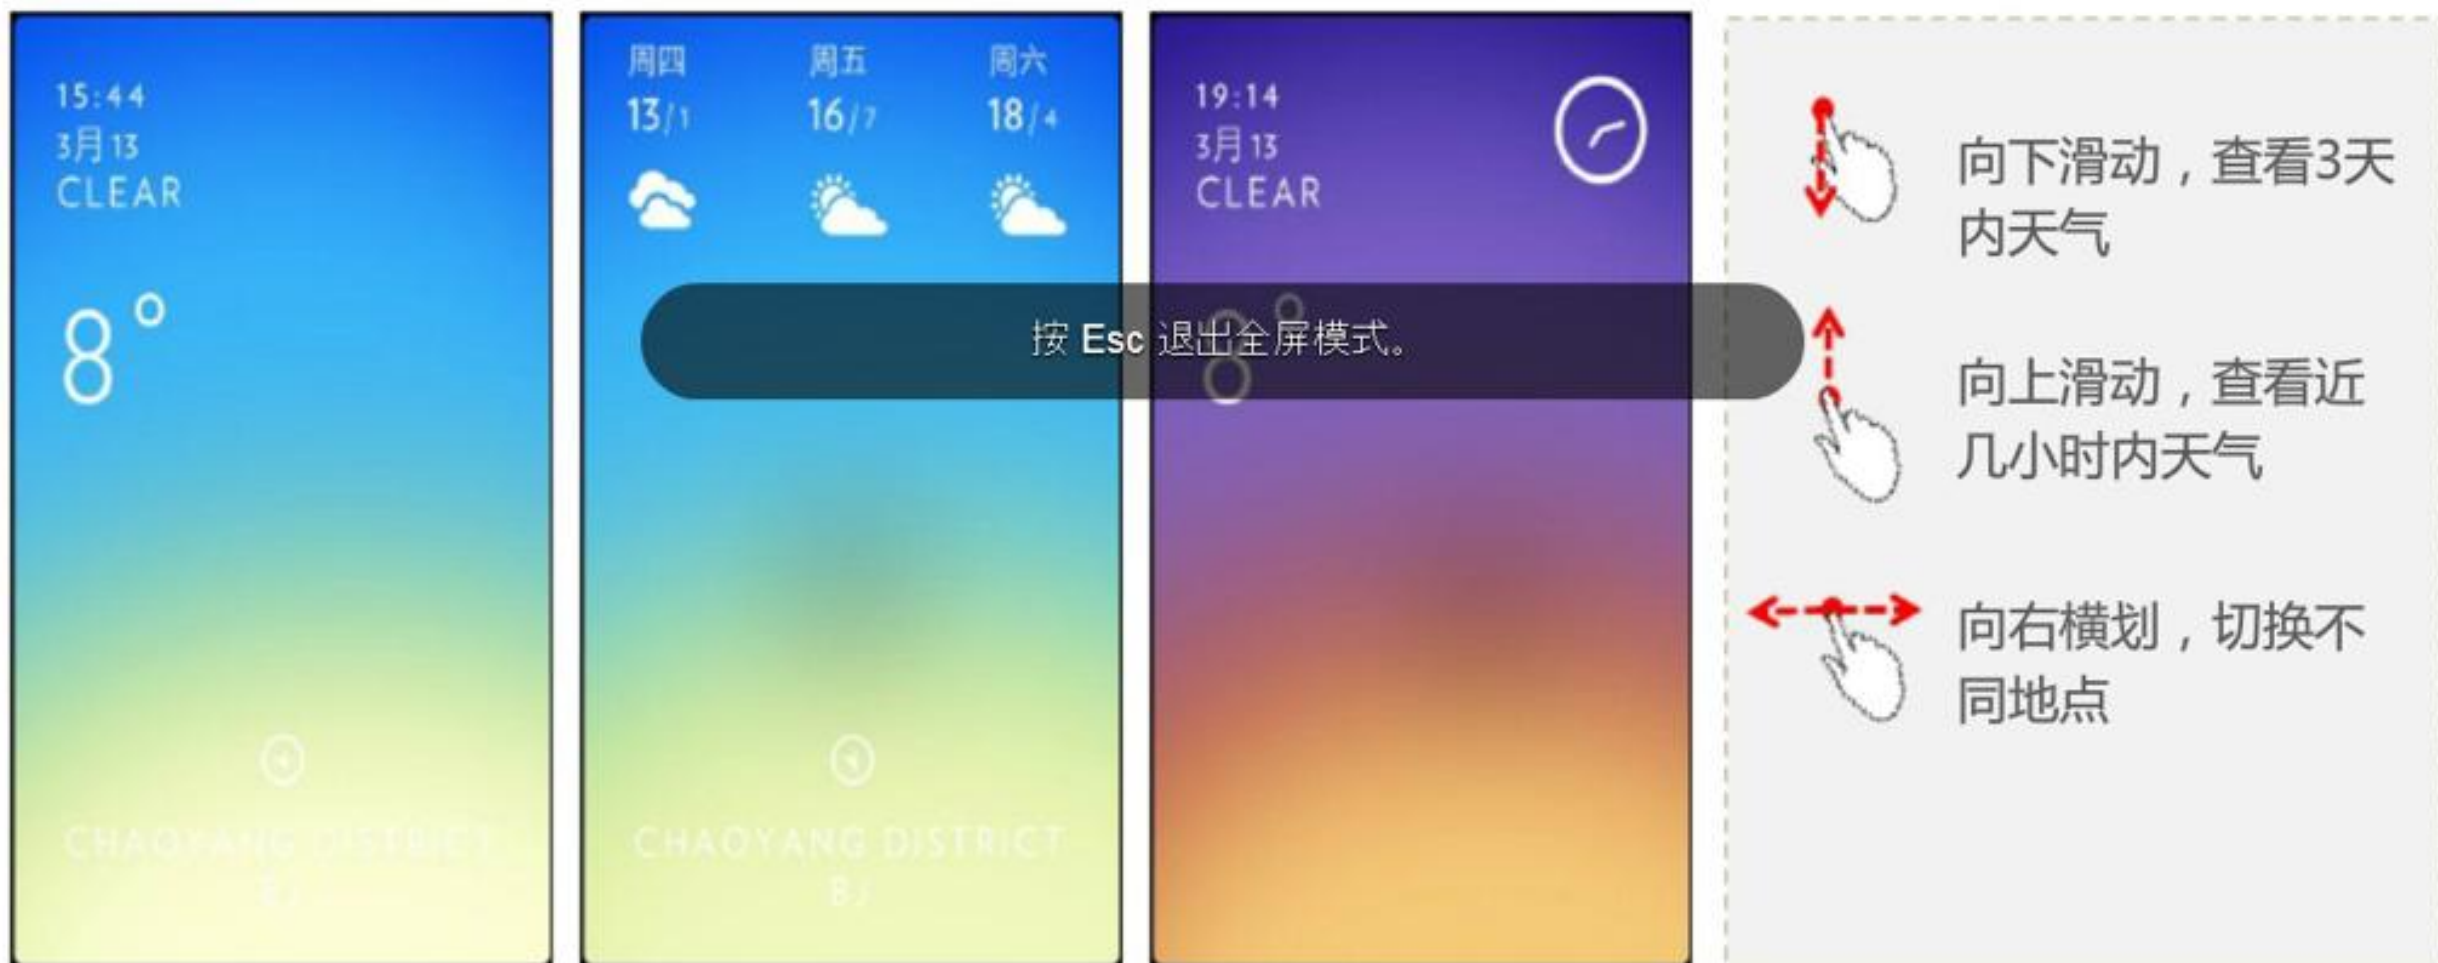 15:44
3月13
CLEAR
8°
周四 周五 周六
13/1 16/7 18/4
CHAOYANG DISTRICT
BJ
19:14
3月13
CLEAR
8°
按 Esc 退出全屏模式。
向下滑动，查看3天
内天气
向上滑动，查看近
几小时内天气
向右横划，切换不
同地点
CHAOYANG DISTRICT
BJ